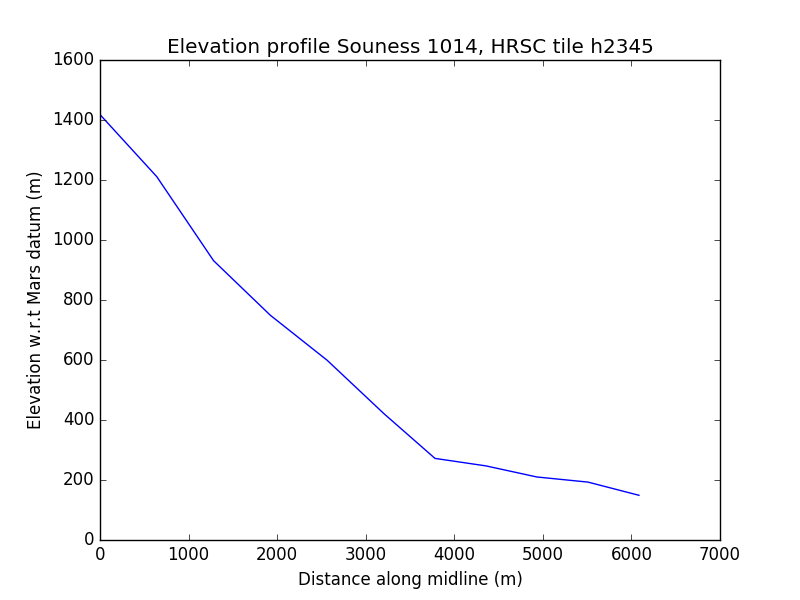 Elevation profile Souness 1014, HRSC tile h2345
1600
1400
1200
1000
800
600
400
200
0
Elevation w.r.t Mars datum (m)
0 1000 2000 3000 4000 5000 6000 7000
Distance along midline (m)